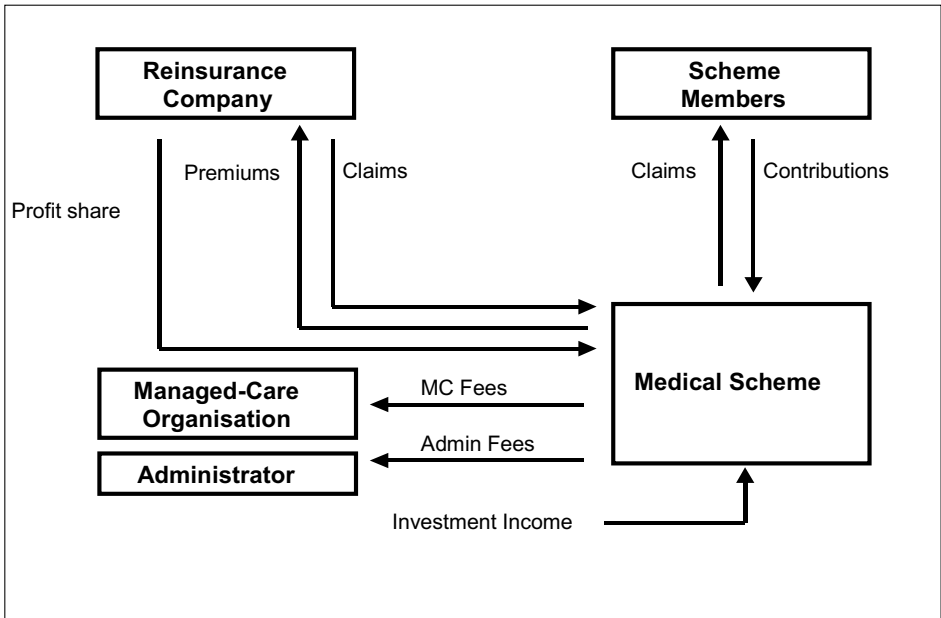 Reinsurance
Company
Scheme
Members
Premiums
Claims
Claims
Contributions
Profit share
Medical Scheme
Managed-Care
Organisation
MC Fees
Admin Fees
Administrator
Investment Income